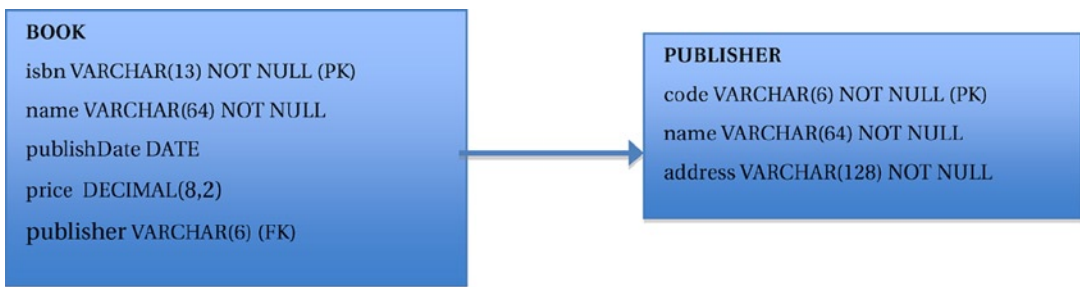 BOOK
isbn VARCHAR(13) NOT NULL (PK)
name VARCHAR(64) NOT NULL
publishDate DATE
price DECIMAL(8,2)
publisher VARCHAR(6) (FK)
PUBLISHER
code VARCHAR(6) NOT NULL (PK)
name VARCHAR(64) NOT NULL
address VARCHAR(128) NOT NULL